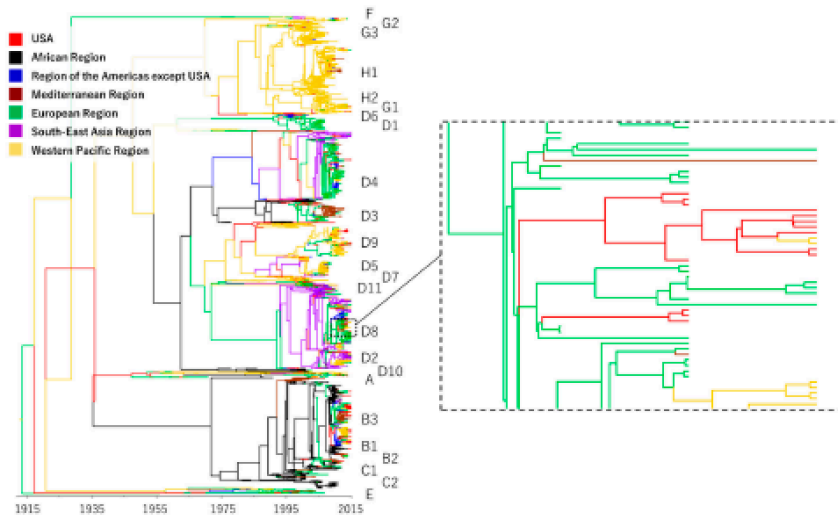 F
G2
G3
USA
African Region
Region of the Americas except USA
H1
Mediterranean Region
H2
European Region
G1
D6
South-East Asia Region
D1
Western Pacific Region
D4
D3
D9
D5
D7
D11
D8
D2
D10
A
B3
B1
B2
C1
C2
E
1915 1935 1955 1975 1995 2015